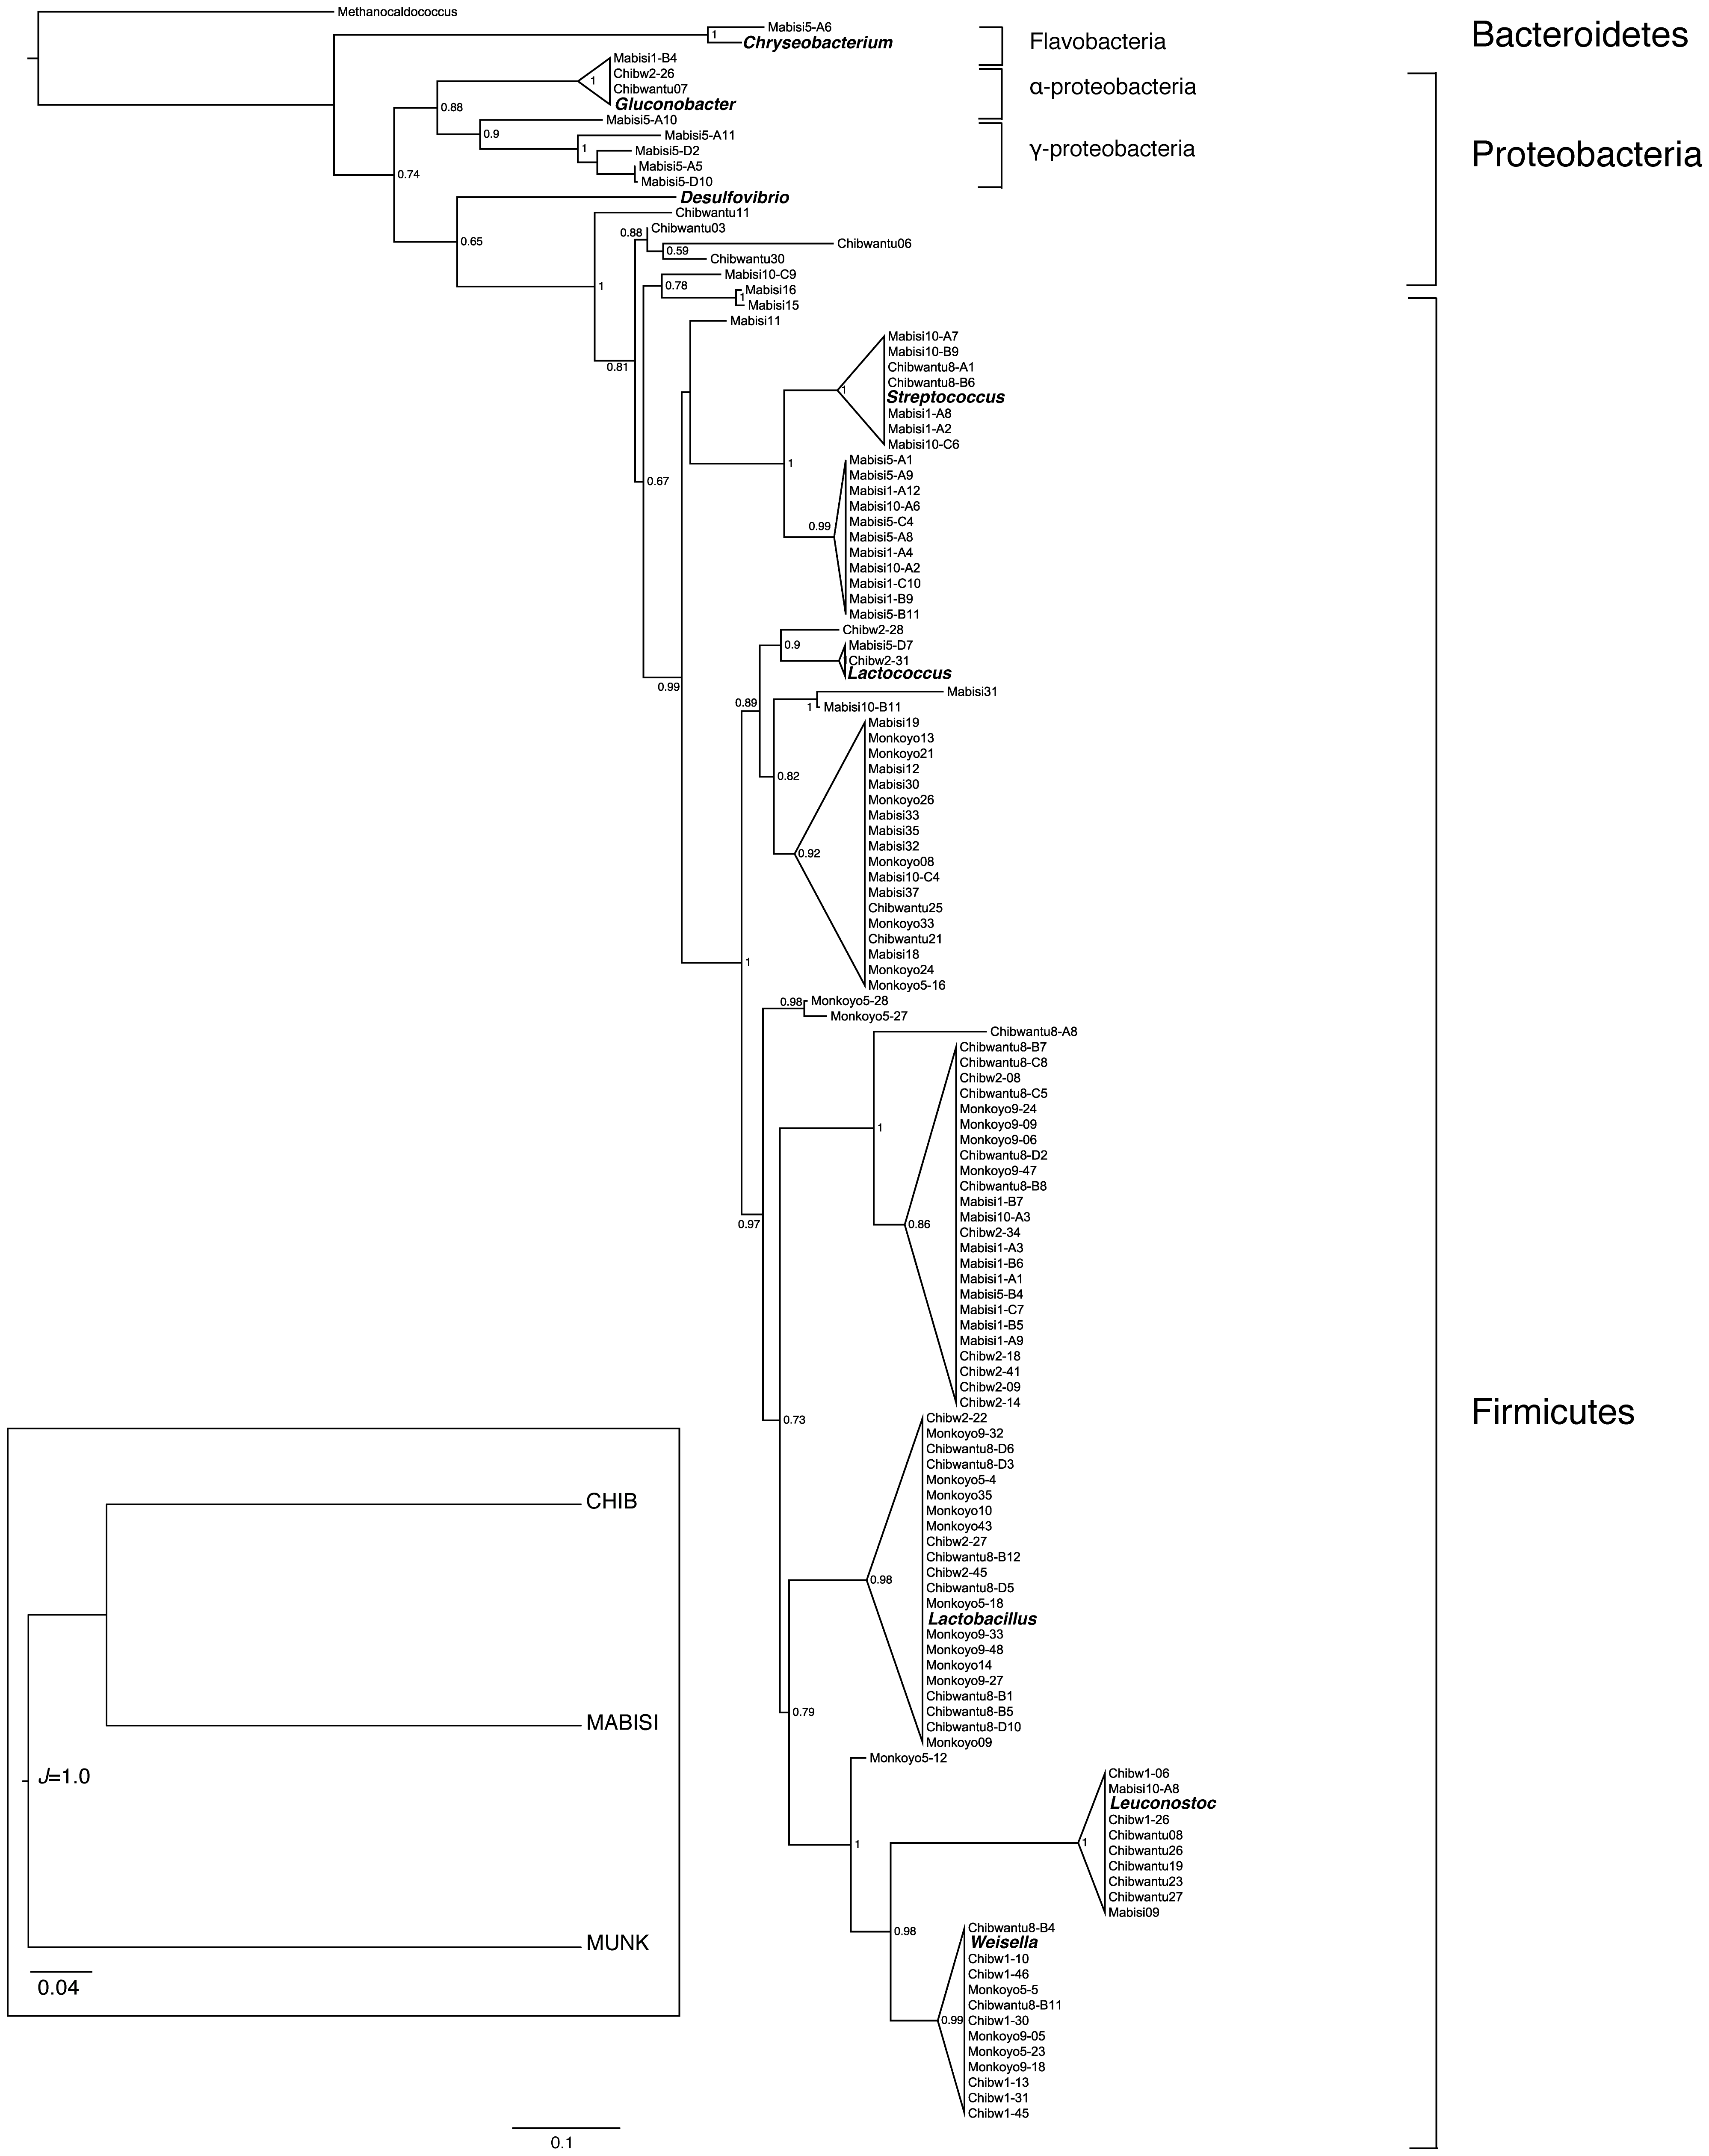 Methanocaldococcus
Mabisi5-A6
1
Chryseobacterium
Flavobacteria
Bacteroidetes
Mabisi1-B4
Chibw2-26
1
Chibwantu07
Gluconobacter
α-proteobacteria
0.88
Mabisi5-A10
0.9
Mabisi5-A11
1
Mabisi5-D2
γ-proteobacteria
Proteobacteria
Mabisi5-A5
0.74
Mabisi5-D10
Desulfovibrio
Chibwantu11
Chibwantu03
0.88
0.65
Chibwantu06
0.59
Chibwantu30
Mabisi10-C9
1
0.78
Mabisi16
1
Mabisi15
Mabisi11
Mabisi10-A7
Mabisi10-B9
0.81
Chibwantu8-A1
Chibwantu8-B6
1
Streptococcus
Mabisi1-A8
Mabisi1-A2
Mabisi10-C6
1
Mabisi5-A1
Mabisi5-A9
0.67
Mabisi1-A12
Mabisi10-A6
Mabisi5-C4
0.99
Mabisi5-A8
Mabisi1-A4
Mabisi10-A2
Mabisi1-C10
Mabisi1-B9
Mabisi5-B11
Chibw2-28
0.9
Mabisi5-D7
Chibw2-31
Lactococcus
0.99
Mabisi31
0.89
1
Mabisi10-B11
Mabisi19
Monkoyo13
Monkoyo21
Mabisi12
0.82
Mabisi30
Monkoyo26
Mabisi33
Mabisi35
Mabisi32
0.92
Monkoyo08
Mabisi10-C4
Mabisi37
Chibwantu25
Monkoyo33
Chibwantu21
Mabisi18
1
Monkoyo24
Monkoyo5-16
0.98
Monkoyo5-28
Monkoyo5-27
Chibwantu8-A8
Chibwantu8-B7
Chibwantu8-C8
Chibw2-08
Chibwantu8-C5
Monkoyo9-24
1
Monkoyo9-09
Monkoyo9-06
Chibwantu8-D2
Monkoyo9-47
Chibwantu8-B8
Mabisi1-B7
Mabisi10-A3
0.97
0.86
Chibw2-34
Mabisi1-A3
Mabisi1-B6
Mabisi1-A1
Mabisi5-B4
Mabisi1-C7
Mabisi1-B5
Mabisi1-A9
Chibw2-18
Chibw2-41
Chibw2-09
Chibw2-14
Firmicutes
0.73
Chibw2-22
Monkoyo9-32
Chibwantu8-D6
Chibwantu8-D3
Monkoyo5-4
Monkoyo35
CHIB
Monkoyo10
Monkoyo43
Chibw2-27
Chibwantu8-B12
Chibw2-45
0.98
Chibwantu8-D5
Monkoyo5-18
Lactobacillus
Monkoyo9-33
Monkoyo9-48
Monkoyo14
Monkoyo9-27
Chibwantu8-B1
0.79
Chibwantu8-B5
MABISI
Chibwantu8-D10
Monkoyo09
Monkoyo5-12
J=1.0
Chibw1-06
Mabisi10-A8
Leuconostoc
Chibw1-26
Chibwantu08
1
1
Chibwantu26
Chibwantu19
Chibwantu23
Chibwantu27
Mabisi09
0.98
Chibwantu8-B4
MUNK
Weisella
Chibw1-10
Chibw1-46
0.04
Monkoyo5-5
Chibwantu8-B11
0.99
Chibw1-30
Monkoyo9-05
Monkoyo5-23
Monkoyo9-18
Chibw1-13
Chibw1-31
Chibw1-45
0.1